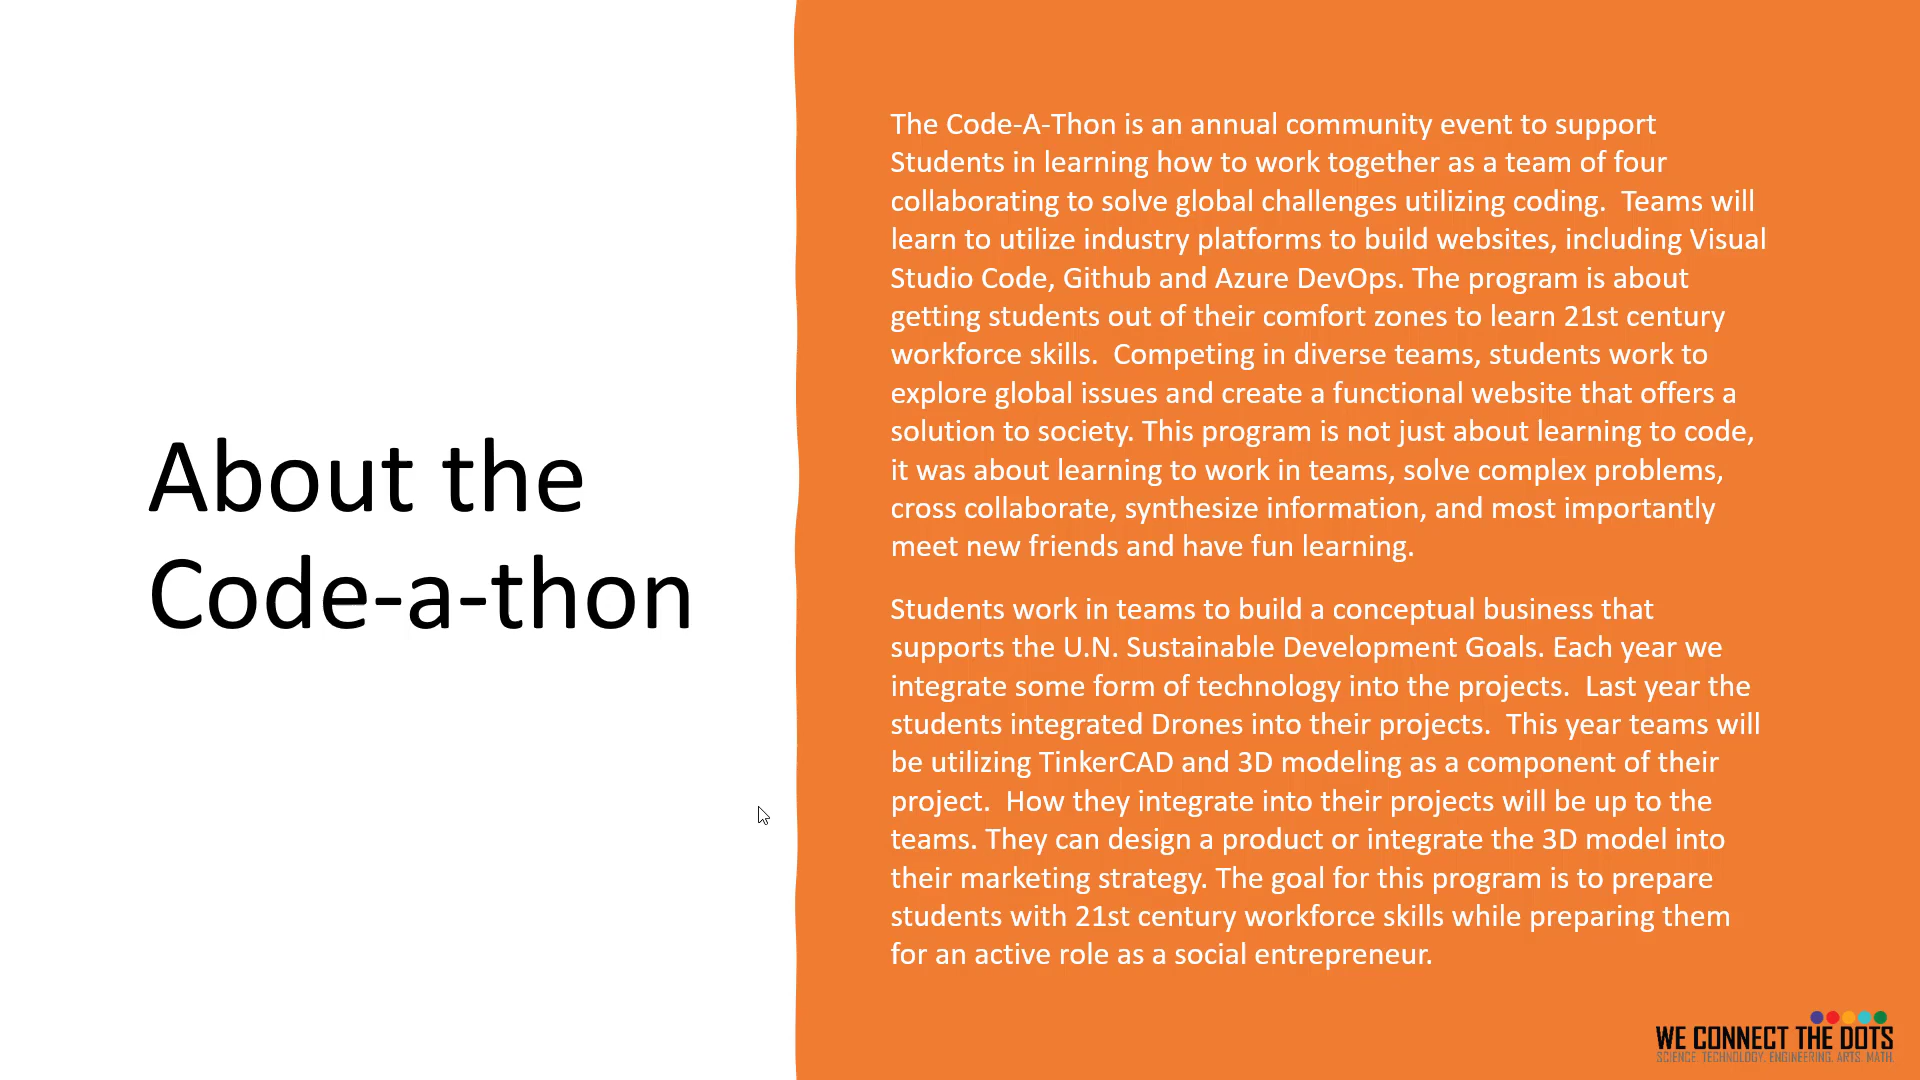 About the
Code-a-thon
The Code-A-Thon is an annual community event to support
Students in learning how to work together as a team of four
collaborating to solve global challenges utilizing coding.  Teams will
learn to utilize industry platforms to build websites, including Visual
Studio Code, Github and Azure DevOps. The program is about
getting students out of their comfort zones to learn 21st century
workforce skills.  Competing in diverse teams, students work to
explore global issues and create a functional website that offers a
solution to society. This program is not just about learning to code,
it was about learning to work in teams, solve complex problems,
cross collaborate, synthesize information, and most importantly
meet new friends and have fun learning.
Students work in teams to build a conceptual business that
supports the U.N. Sustainable Development Goals. Each year we
integrate some form of technology into the projects.  Last year the
students integrated Drones into their projects.  This year teams will
be utilizing TinkerCAD and 3D modeling as a component of their
project.  How they integrate into their projects will be up to the
teams. They can design a product or integrate the 3D model into
their marketing strategy. The goal for this program is to prepare
students with 21st century workforce skills while preparing them
for an active role as a social entrepreneur.
WE CONNECT THE DOTS
SCIENCE. TECHNOLOGY. ENGINEERING. ARTS. MATH.